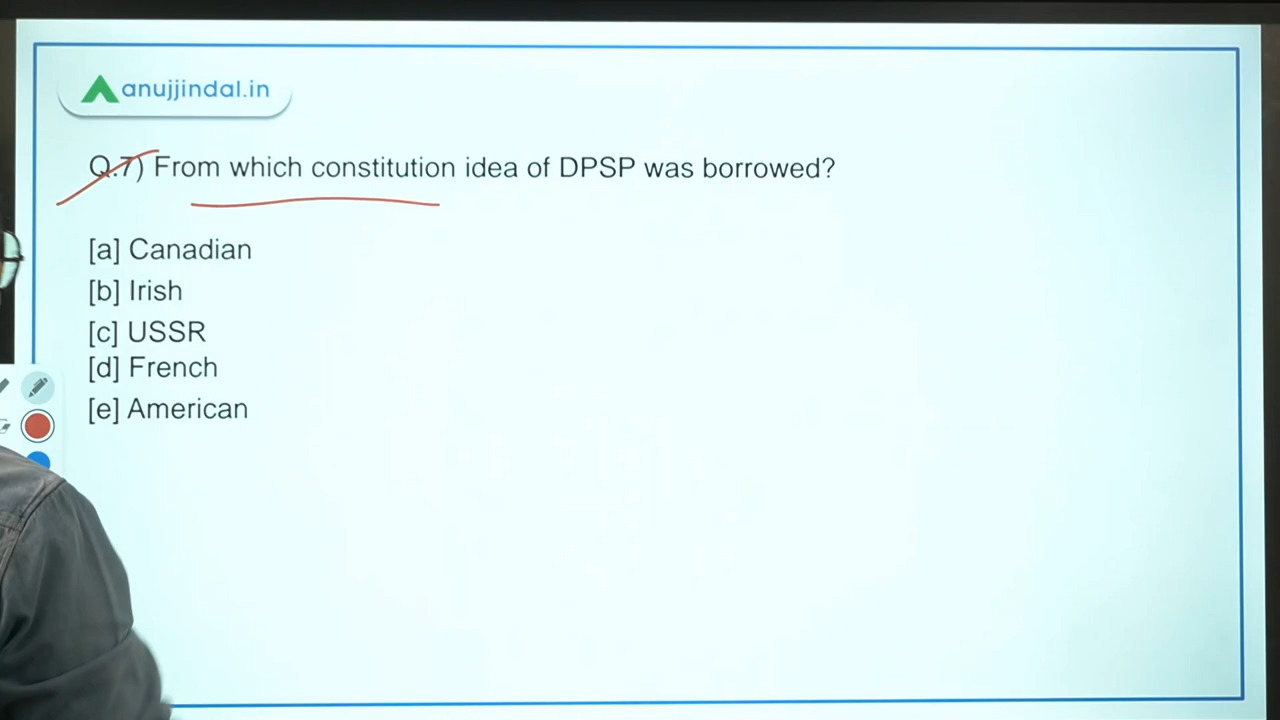 anujjindal.in
Q.7) From which constitution idea of DPSP was borrowed?
[a] Canadian
[b] Irish
[c] USSR
[d] French
[e] American